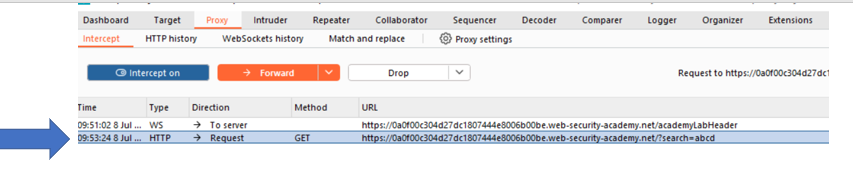 Dashboard Target Proxy Intruder Repeater Collaborator Sequencer Decoder Comparer Logger Organizer Extensions
Intercept HTTP history WebSockets history Match and replace Proxy settings
Intercept on Forward Drop Request to https://0a0f00c304d27dc1
Time Type Direction Method URL
09:51:02 8 Jul ... WS → To server https://0a0f00c304d27dc1807444e8006b00be.web-security-academy.net/academyLabHeader
09:53:24 8 Jul ... HTTP → Request GET https://0a0f00c304d27dc1807444e8006b00be.web-security-academy.net/?search=abcd